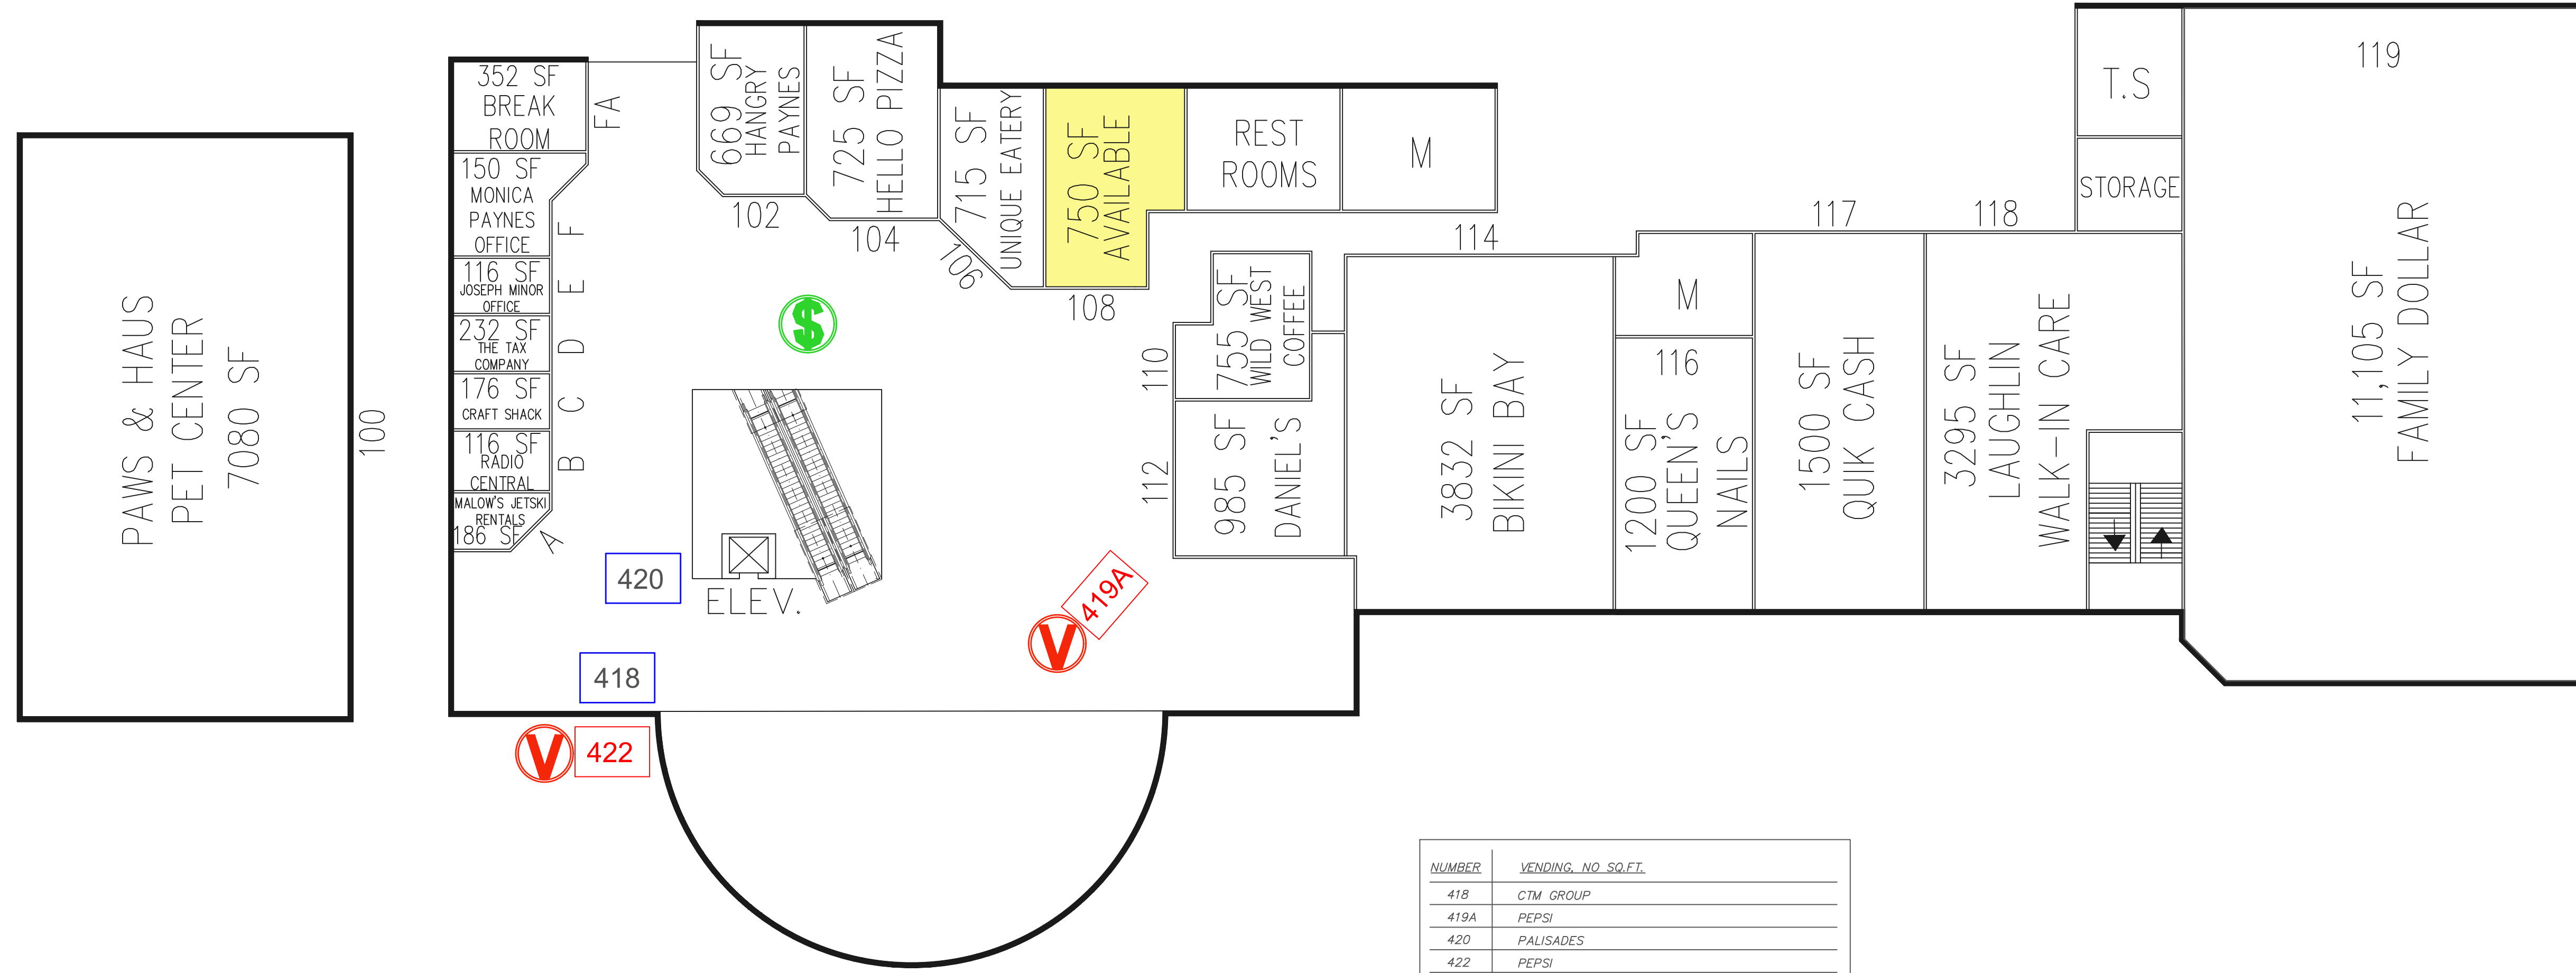 PAWS & HAUS
PET CENTER
7080 SF
100
352 SF
BREAK
ROOM
FA
150 SF
MONICA
PAYNES
OFFICE
F
116 SF
JOSEPH MINOR
OFFICE
E
232 SF
THE TAX
COMPANY
D
176 SF
CRAFT SHACK
C
116 SF
RADIO
CENTRAL
B
MALOW'S JETSKI
RENTALS
186 SF
A
669 SF
HANGRY
PAYNES
102
725 SF
HELLO PIZZA
104
715 SF
UNIQUE EATERY
106
750 SF
AVAILABLE
108
REST
ROOMS
M
$
ELEV.
420
418
V
422
V
419A
755 SF
WILD WEST
COFFEE
110
985 SF
DANIEL'S
112
114
3832 SF
BIKINI BAY
M
116
1200 SF
QUEEN'S
NAILS
117
1500 SF
QUIK CASH
118
3295 SF
LAUGHLIN
WALK-IN CARE
T.S
STORAGE
119
11,105 SF
FAMILY DOLLAR
NUMBER VENDING, NO SQ.FT.
418 CTM GROUP
419A PEPSI
420 PALISADES
422 PEPSI